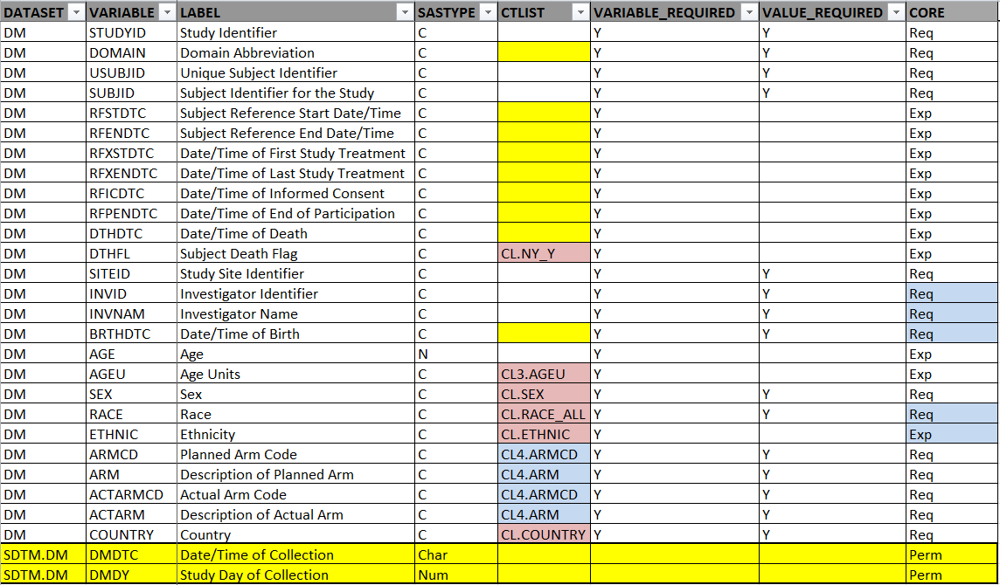 DATASET VARIABLE LABEL SASTYPE CTLIST VARIABLE_REQUIRED VALUE_REQUIRED CORE
DM STUDYID Study Identifier C Y Y Req
DM DOMAIN Domain Abbreviation C Y Y Req
DM USUBJID Unique Subject Identifier C Y Y Req
DM SUBJID Subject Identifier for the Study C Y Y Req
DM RFSTDTC Subject Reference Start Date/Time C Y Exp
DM RFENDTC Subject Reference End Date/Time C Y Exp
DM RFXSTDTC Date/Time of First Study Treatment C Y Exp
DM RFXENDTC Date/Time of Last Study Treatment C Y Exp
DM RFICDTC Date/Time of Informed Consent C Y Exp
DM RFPENDTC Date/Time of End of Participation C Y Exp
DM DTHDTC Date/Time of Death C Y Exp
DM DTHFL Subject Death Flag C CL.NY_Y Y Exp
DM SITEID Study Site Identifier C Y Y Req
DM INVID Investigator Identifier C Y Y Req
DM INVNAM Investigator Name C Y Y Req
DM BRTHDTC Date/Time of Birth C Y Y Req
DM AGE Age N Y Exp
DM AGEU Age Units C CL3.AGEU Y Exp
DM SEX Sex C CL.SEX Y Y Req
DM RACE Race C CL.RACE_ALL Y Y Req
DM ETHNIC Ethnicity C CL.ETHNIC Y Exp
DM ARMCD Planned Arm Code C CL4.ARMCD Y Y Req
DM ARM Description of Planned Arm C CL4.ARM Y Y Req
DM ACTARMCD Actual Arm Code C CL4.ARMCD Y Y Req
DM ACTARM Description of Actual Arm C CL4.ARM Y Y Req
DM COUNTRY Country C CL.COUNTRY Y Y Req
SDTM.DM DMDTC Date/Time of Collection Char Perm
SDTM.DM DMDY Study Day of Collection Num Perm